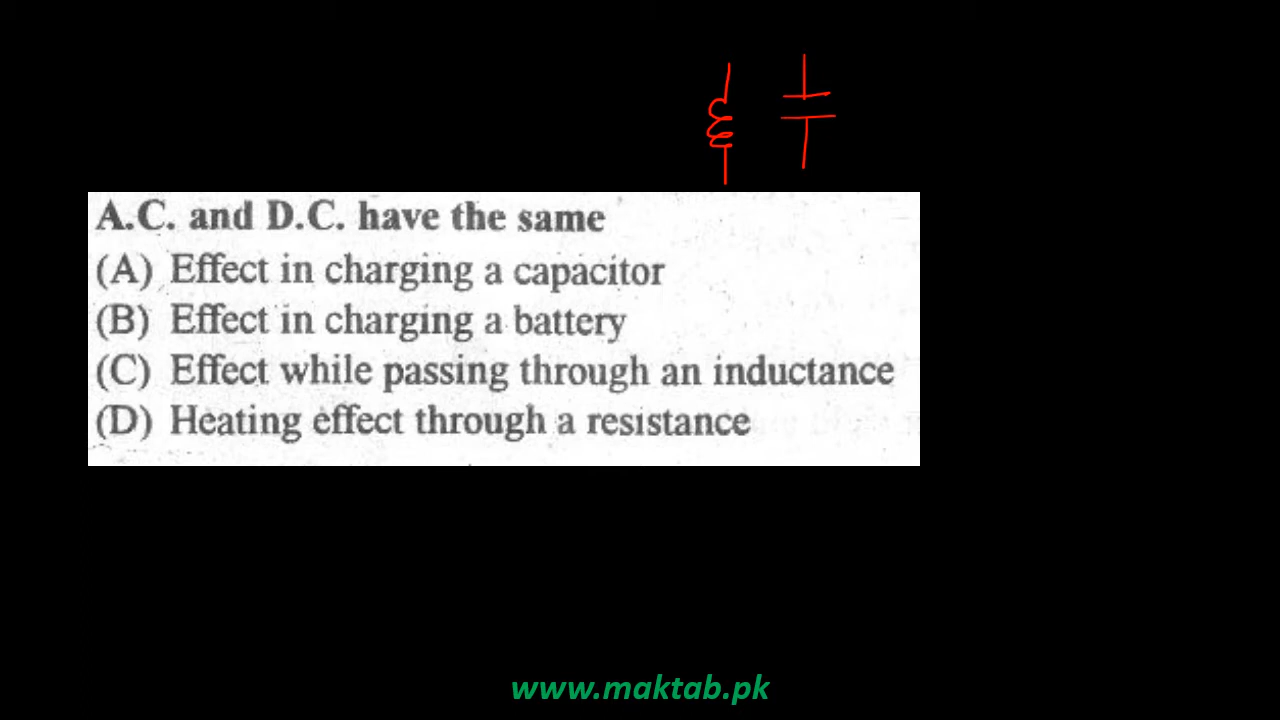 A.C. and D.C. have the same
(A) Effect in charging a capacitor
(B) Effect in charging a battery
(C) Effect while passing through an inductance
(D) Heating effect through a resistance
www.maktab.pk